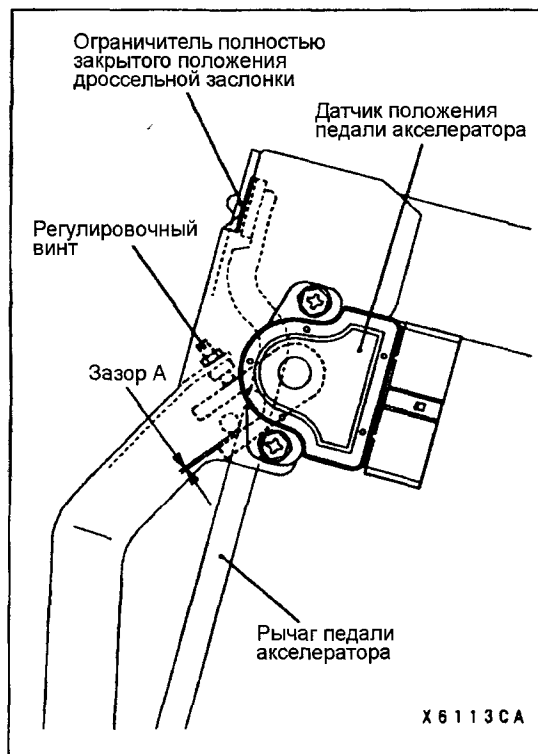 Ограничитель полностью
закрытого положения
дроссельной заслонки
Датчик положения
педали акселератора
Регулировочный
винт
Зазор А
Рычаг педали
акселератора
X6113CA